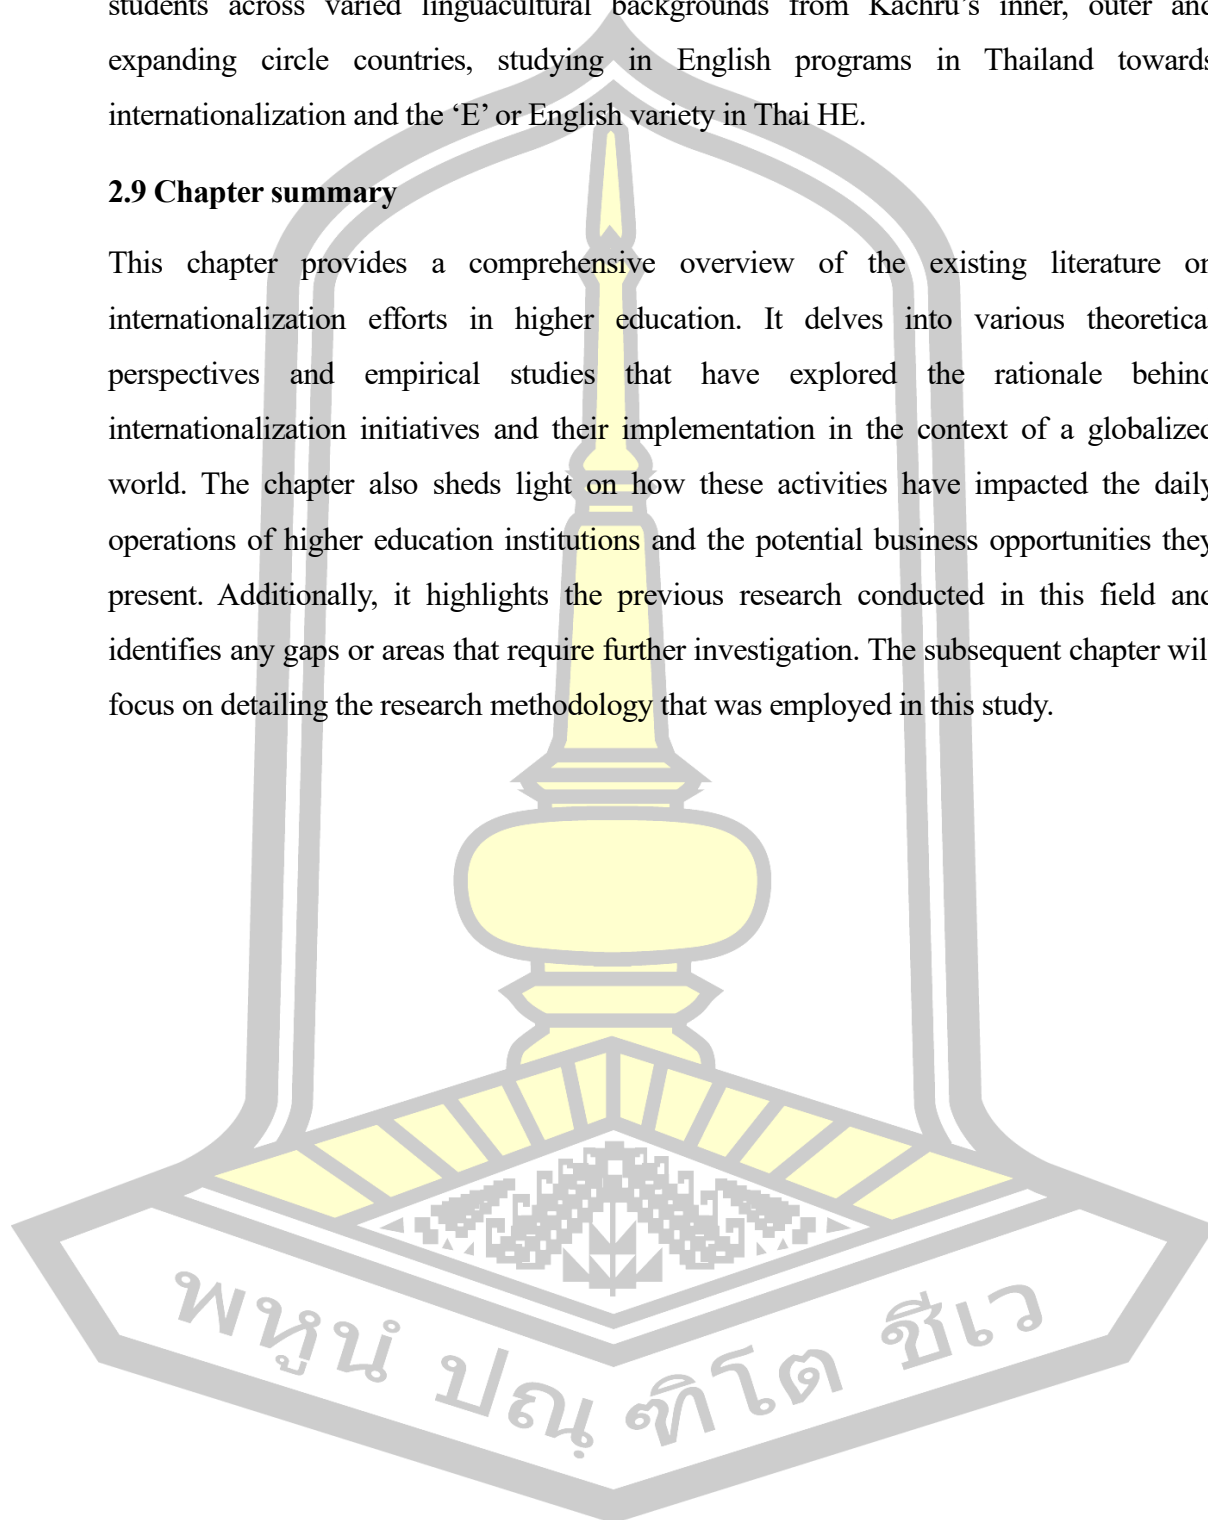 students across varied linguacultural backgrounds from Kachru's inner, outer and
expanding circle countries, studying in English programs in Thailand towards
internationalization and the ‘E’ or English variety in Thai HE.
2.9 Chapter summary
This chapter provides a comprehensive overview of the existing literature on
internationalization efforts in higher education. It delves into various theoretical
perspectives and empirical studies that have explored the rationale behind
internationalization initiatives and their implementation in the context of a globalized
world. The chapter also sheds light on how these activities have impacted the daily
operations of higher education institutions and the potential business opportunities they
present. Additionally, it highlights the previous research conducted in this field and
identifies any gaps or areas that require further investigation. The subsequent chapter will
focus on detailing the research methodology that was employed in this study.
พหูนํ ปณฺฑิโต ชีเว